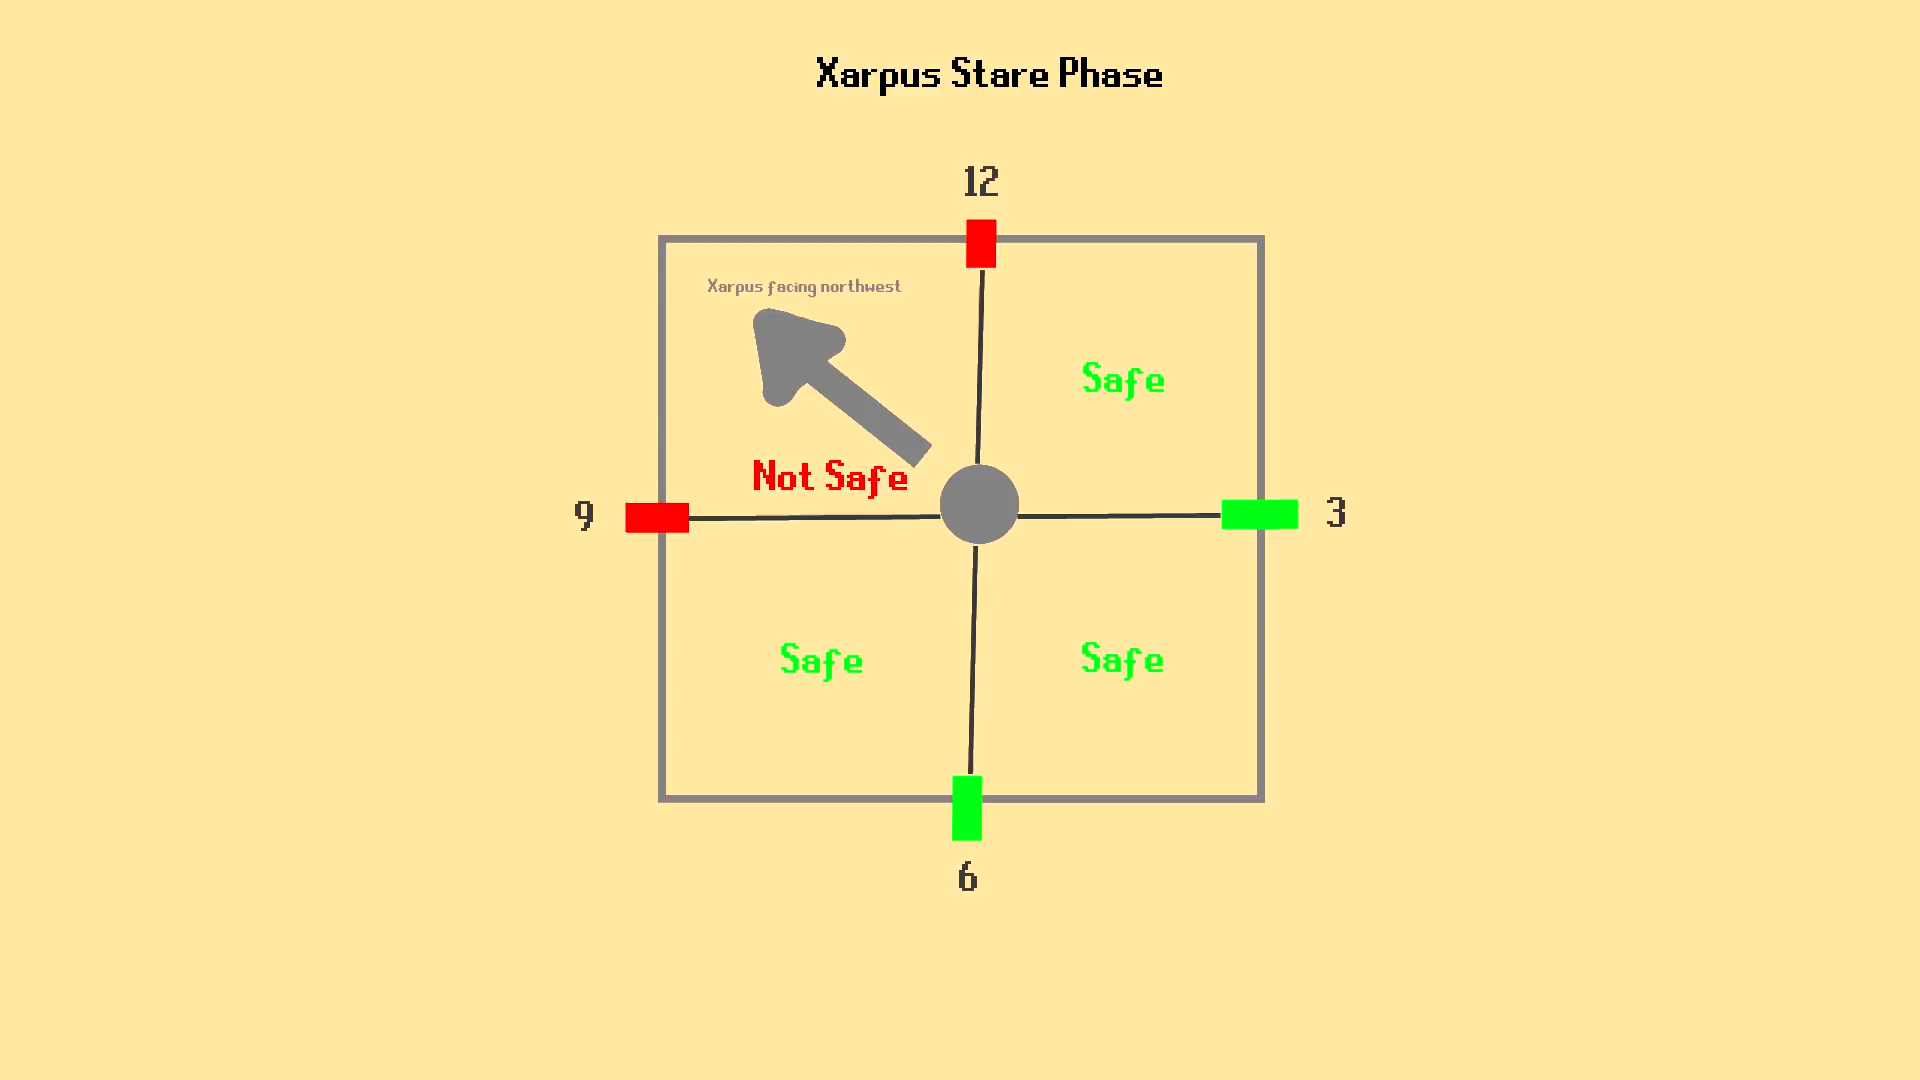 Xarpus Stare Phase
12
Xarpus facing northwest
Safe
Not Safe
9
3
Safe
Safe
6